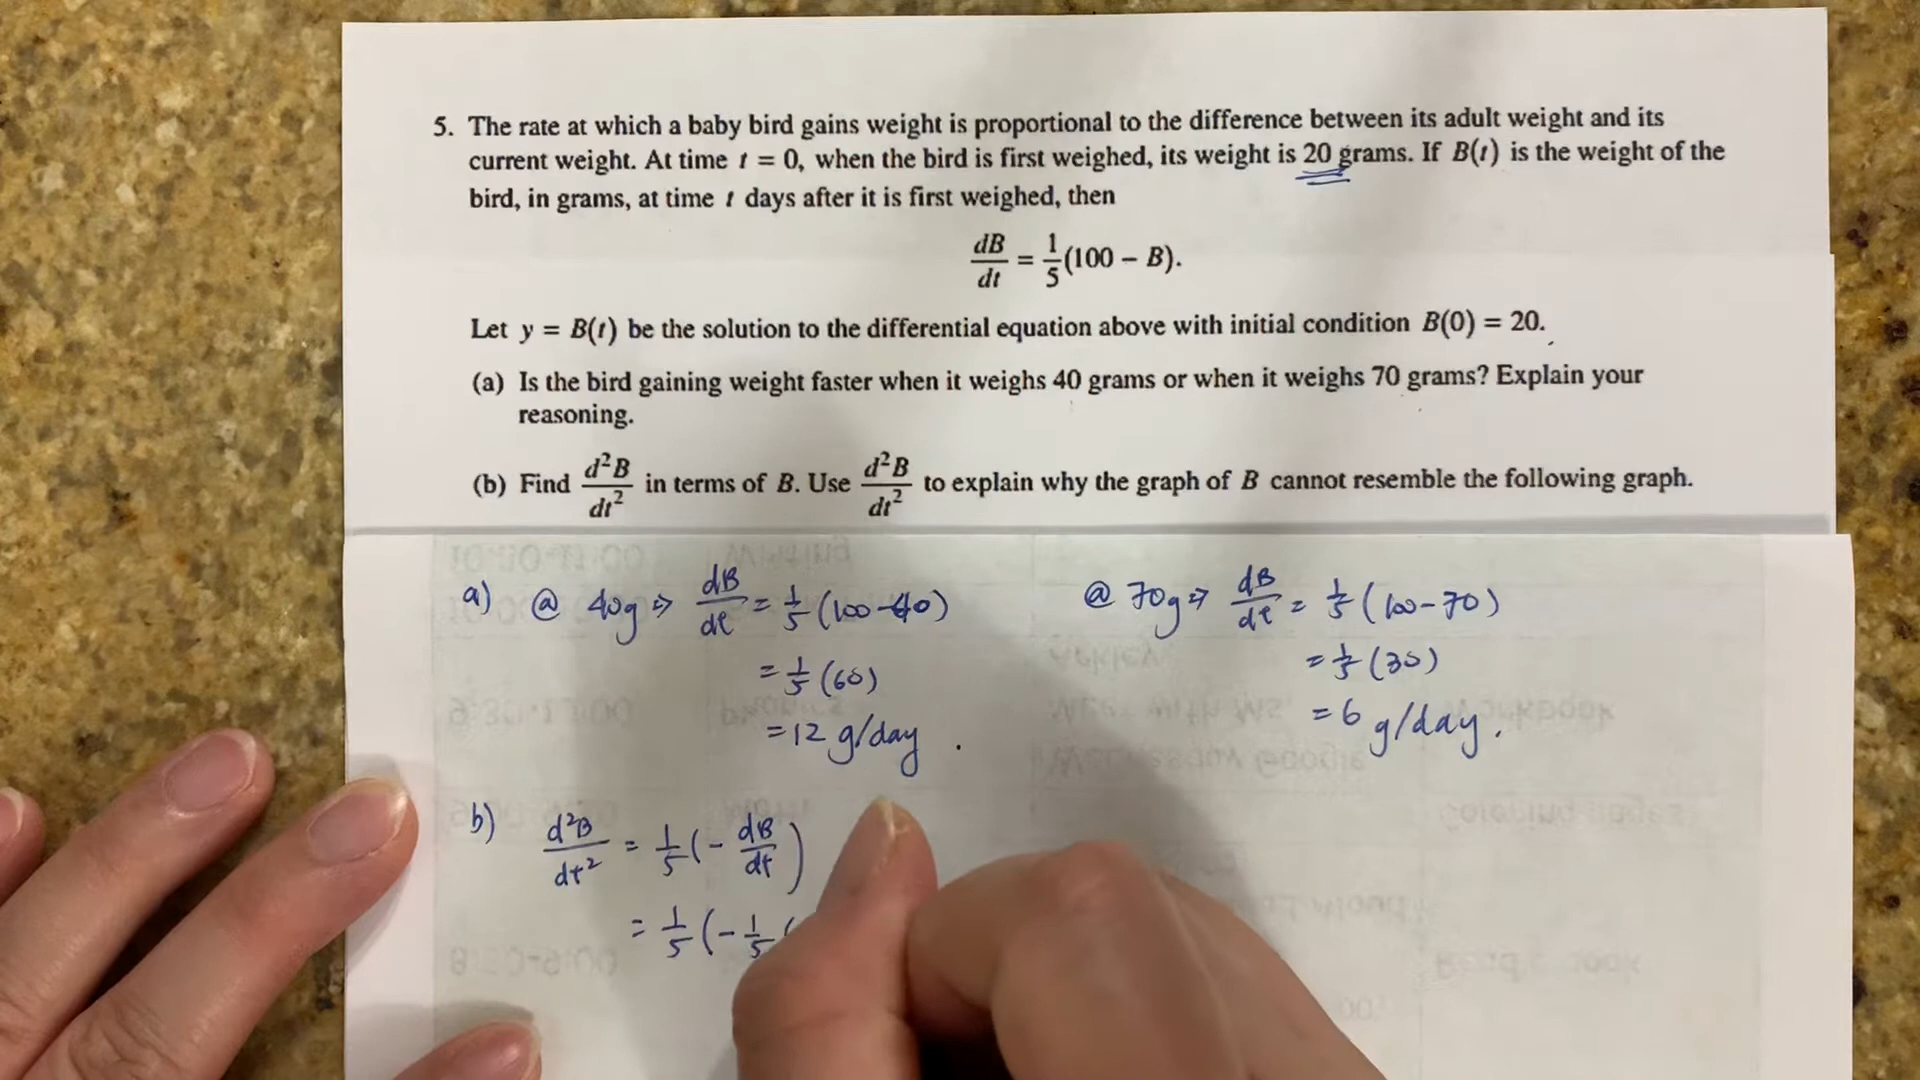 5. The rate at which a baby bird gains weight is proportional to the difference between its adult weight and its
current weight. At time t = 0, when the bird is first weighed, its weight is 20 grams. If B(t) is the weight of the
bird, in grams, at time t days after it is first weighed, then
dB/dt = 1/5(100 − B).
Let y = B(t) be the solution to the differential equation above with initial condition B(0) = 20.
(a) Is the bird gaining weight faster when it weighs 40 grams or when it weighs 70 grams? Explain your
reasoning.
(b) Find d²B/dt² in terms of B. Use d²B/dt² to explain why the graph of B cannot resemble the following graph.
a) @ 40g ⇒ dB/dt = 1/5 (100-40)
= 1/5 (60)
= 12 g/day .
@ 70g ⇒ dB/dt = 1/5 (100-70)
= 1/5 (30)
= 6 g/day.
b) d²B/dt² = 1/5 (- dB/dt)
= 1/5 (- 1/5 (